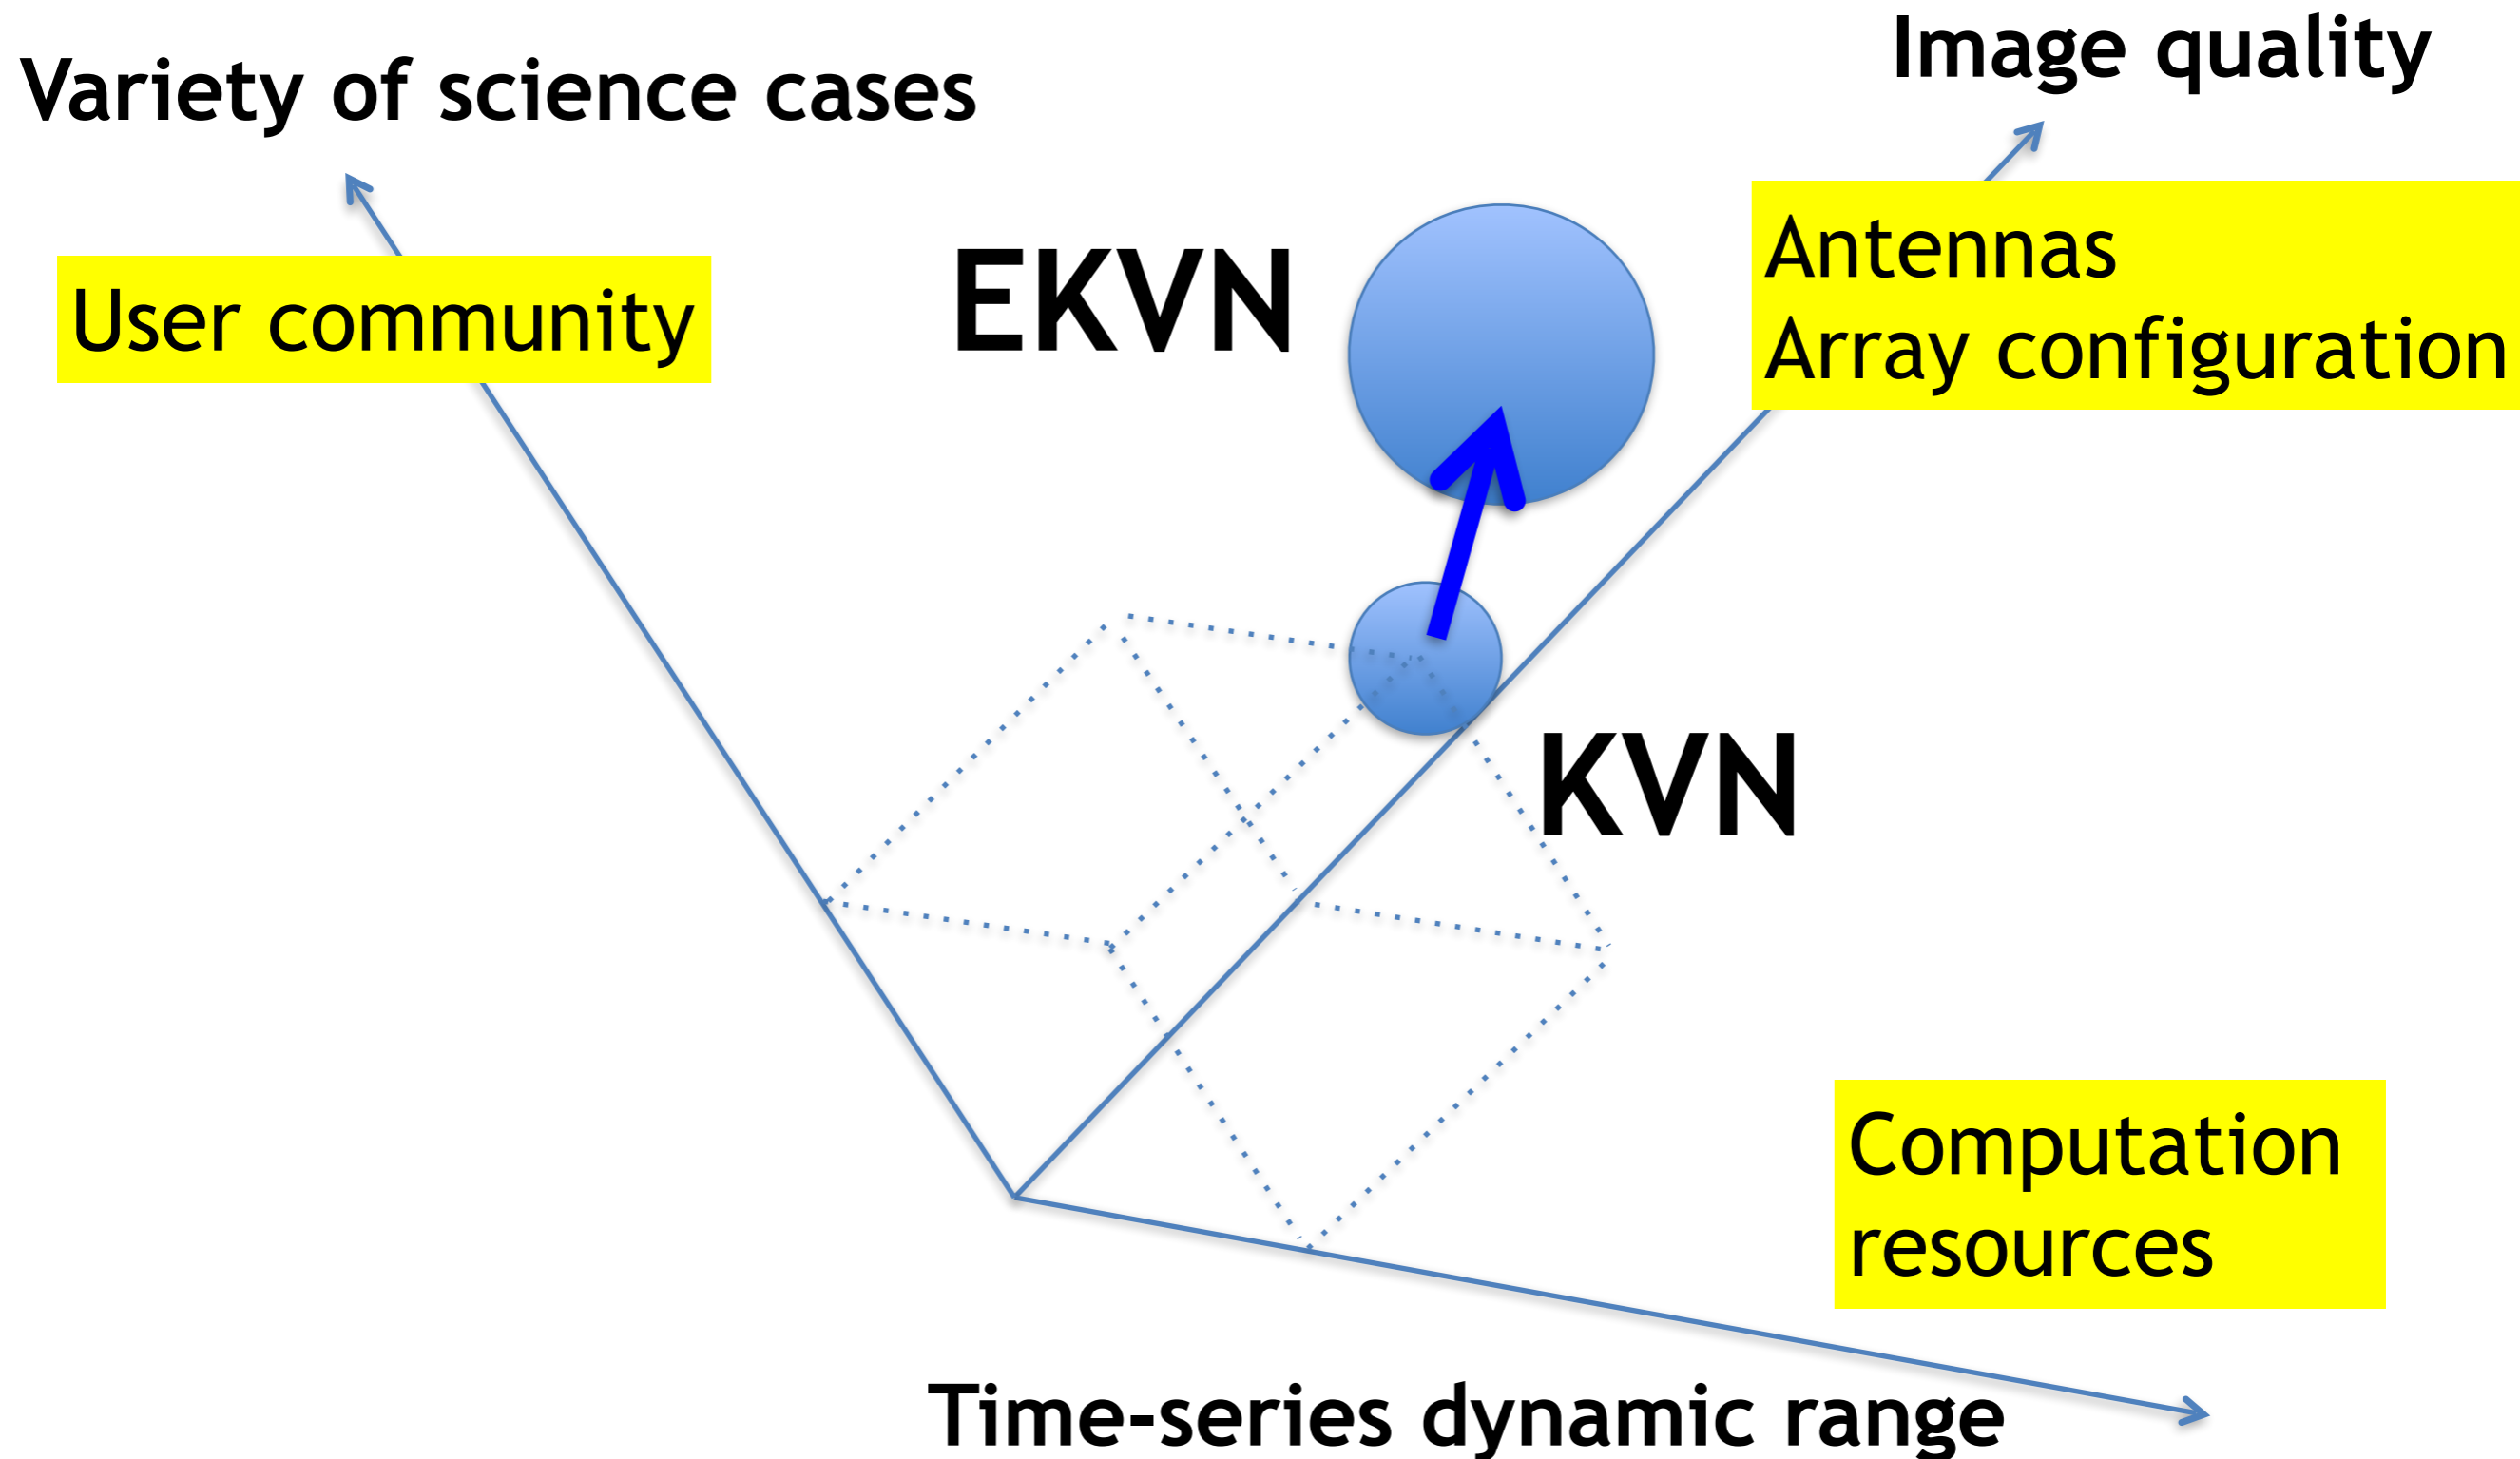 Variety of science cases
Image quality
User community
EKVN
Antennas
Array configuration
KVN
Computation
resources
Time-series dynamic range